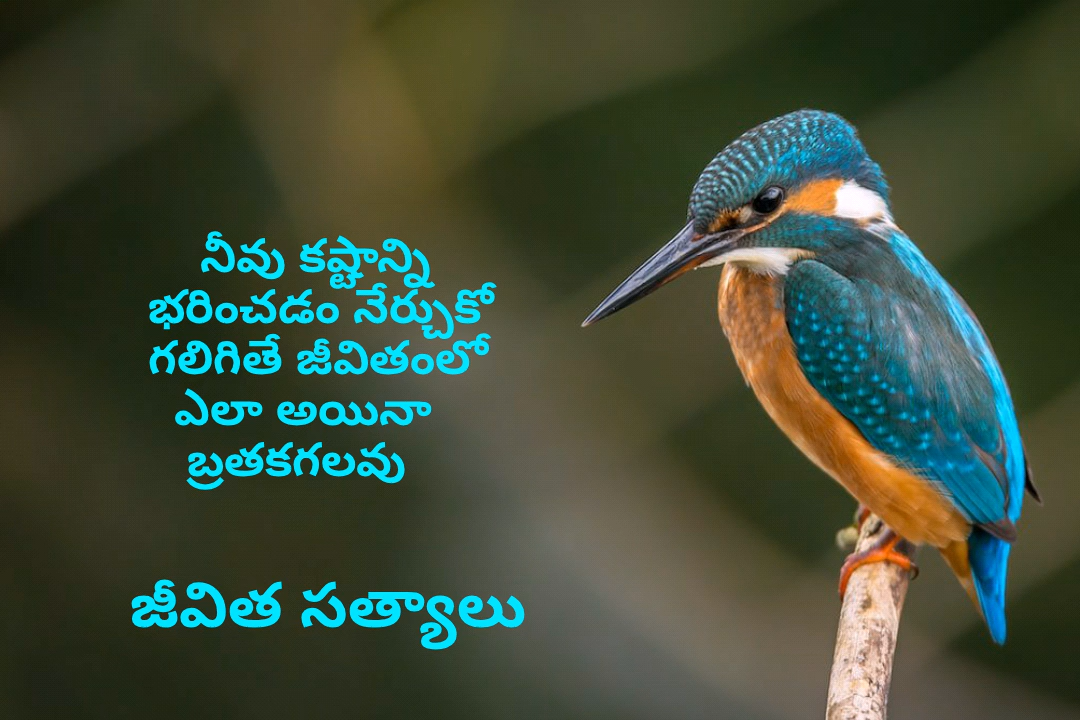 నీవు కష్టాన్ని
భరించడం నేర్చుకో
గలిగితే జీవితంలో
ఎలా అయినా
బ్రతకగలవు
జీవిత సత్యాలు